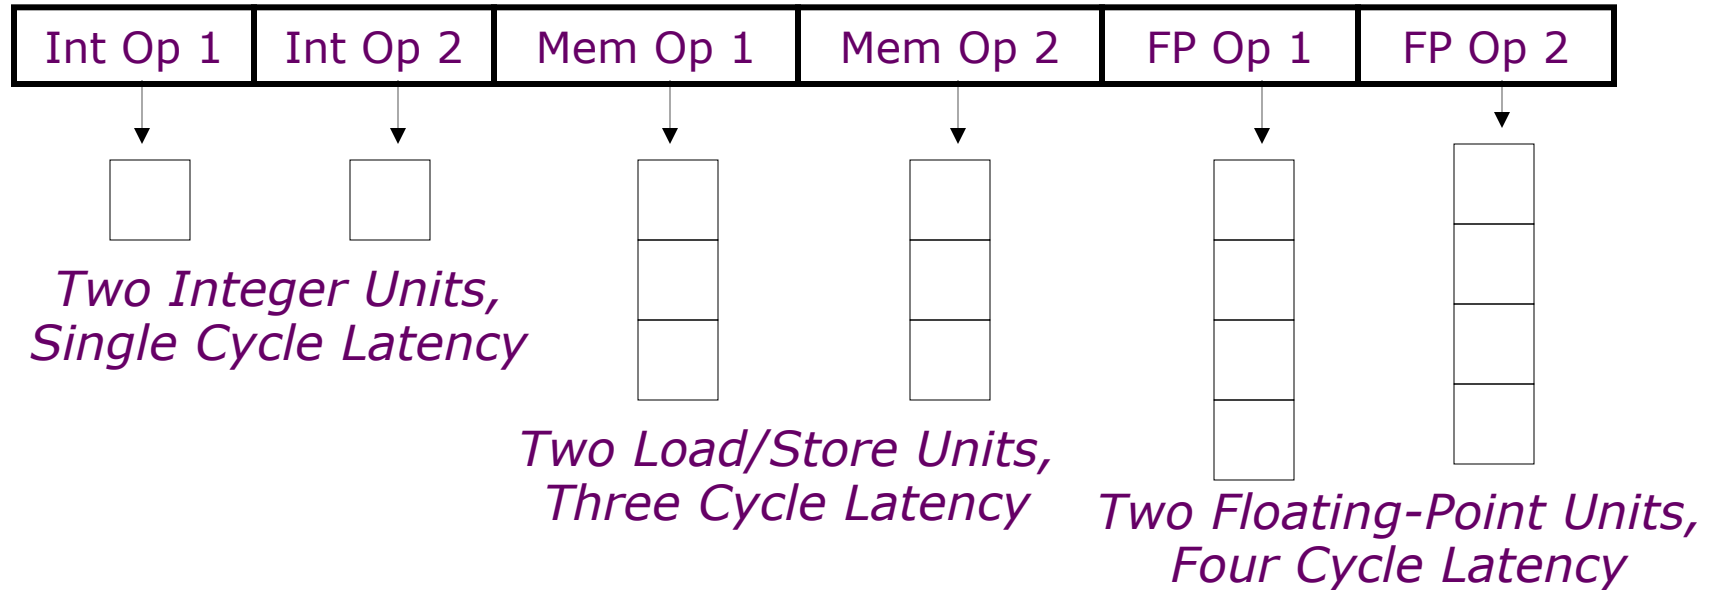 Int Op 1 Int Op 2 Mem Op 1 Mem Op 2 FP Op 1 FP Op 2
Two Integer Units,
Single Cycle Latency
Two Load/Store Units,
Three Cycle Latency
Two Floating-Point Units,
Four Cycle Latency